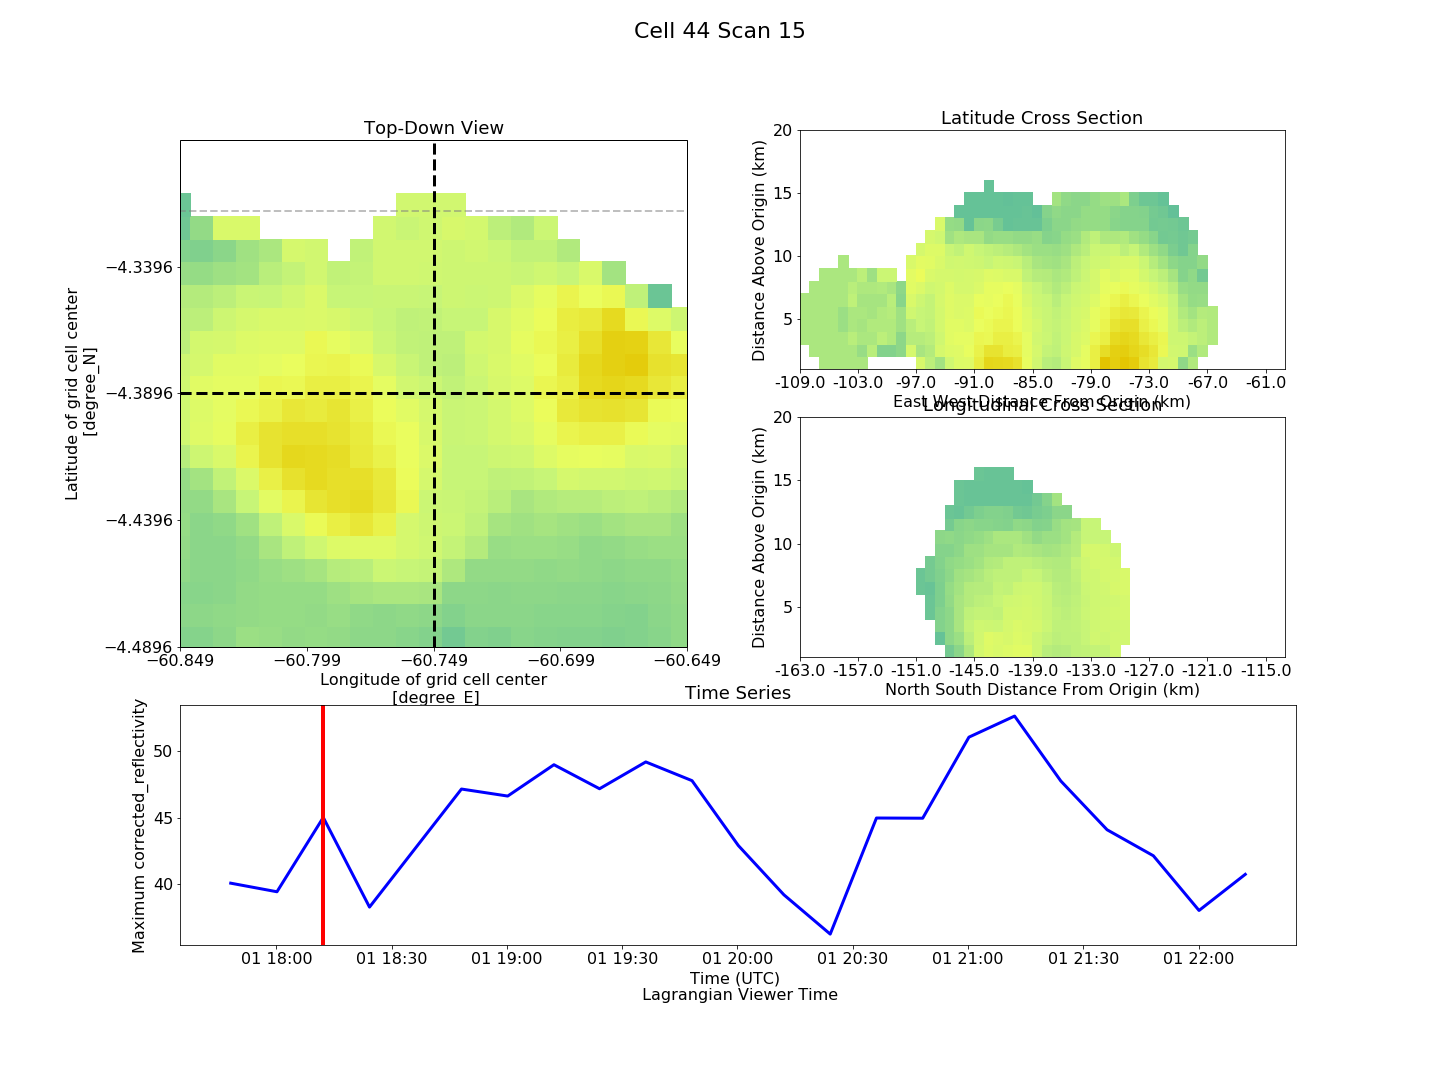 Cell 44 Scan 15
Top-Down View
Latitude of grid cell center
[degree_N]
−4.3396
−4.3896
−4.4396
−4.4896
−60.849 −60.799 −60.749 −60.699 −60.649
Longitude of grid cell center
[degree_E]
Latitude Cross Section
Distance Above Origin (km)
20
15
10
5
-109.0 -103.0 -97.0 -91.0 -85.0 -79.0 -73.0 -67.0 -61.0
East West Distance From Origin (km)
Longitudinal Cross Section
Distance Above Origin (km)
20
15
10
5
-163.0 -157.0 -151.0 -145.0 -139.0 -133.0 -127.0 -121.0 -115.0
North South Distance From Origin (km)
Time Series
Maximum corrected_reflectivity
50
45
40
01 18:00 01 18:30 01 19:00 01 19:30 01 20:00 01 20:30 01 21:00 01 21:30 01 22:00
Time (UTC)
Lagrangian Viewer Time